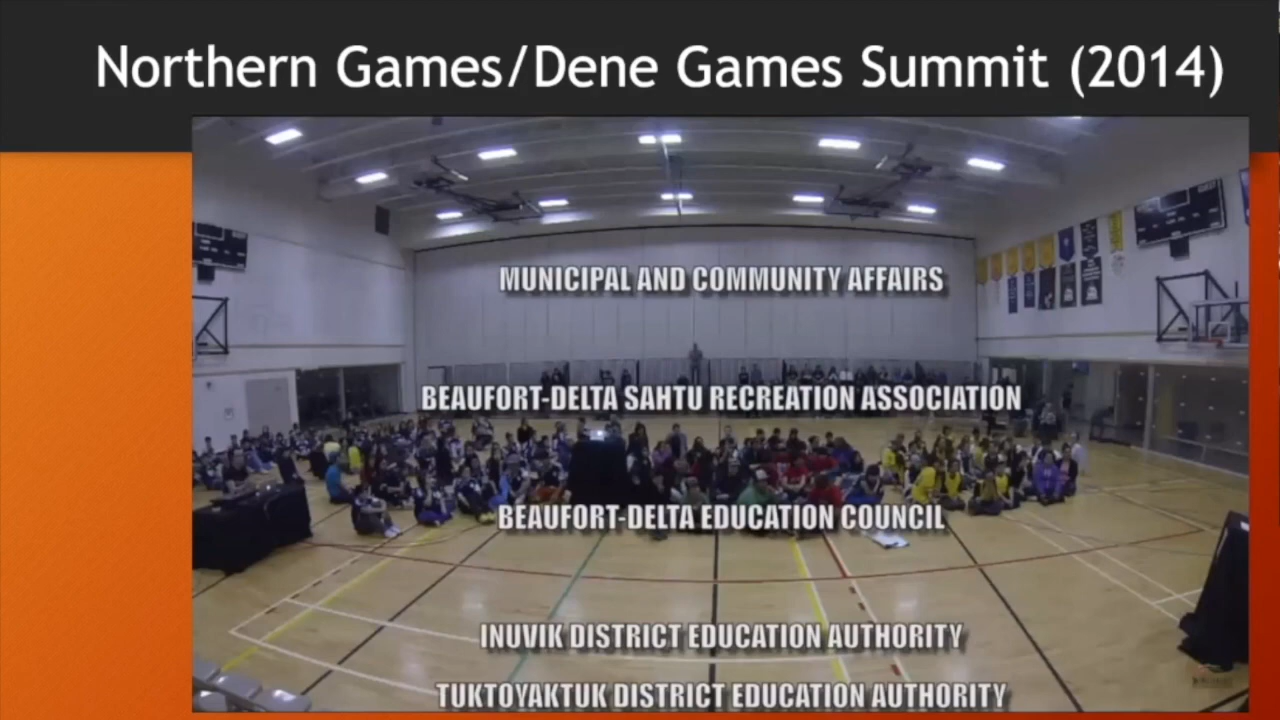 Northern Games/Dene Games Summit (2014)
MUNICIPAL AND COMMUNITY AFFAIRS
BEAUFORT-DELTA SAHTU RECREATION ASSOCIATION
BEAUFORT-DELTA EDUCATION COUNCIL
INUVIK DISTRICT EDUCATION AUTHORITY
TUKTOYAKTUK DISTRICT EDUCATION AUTHORITY